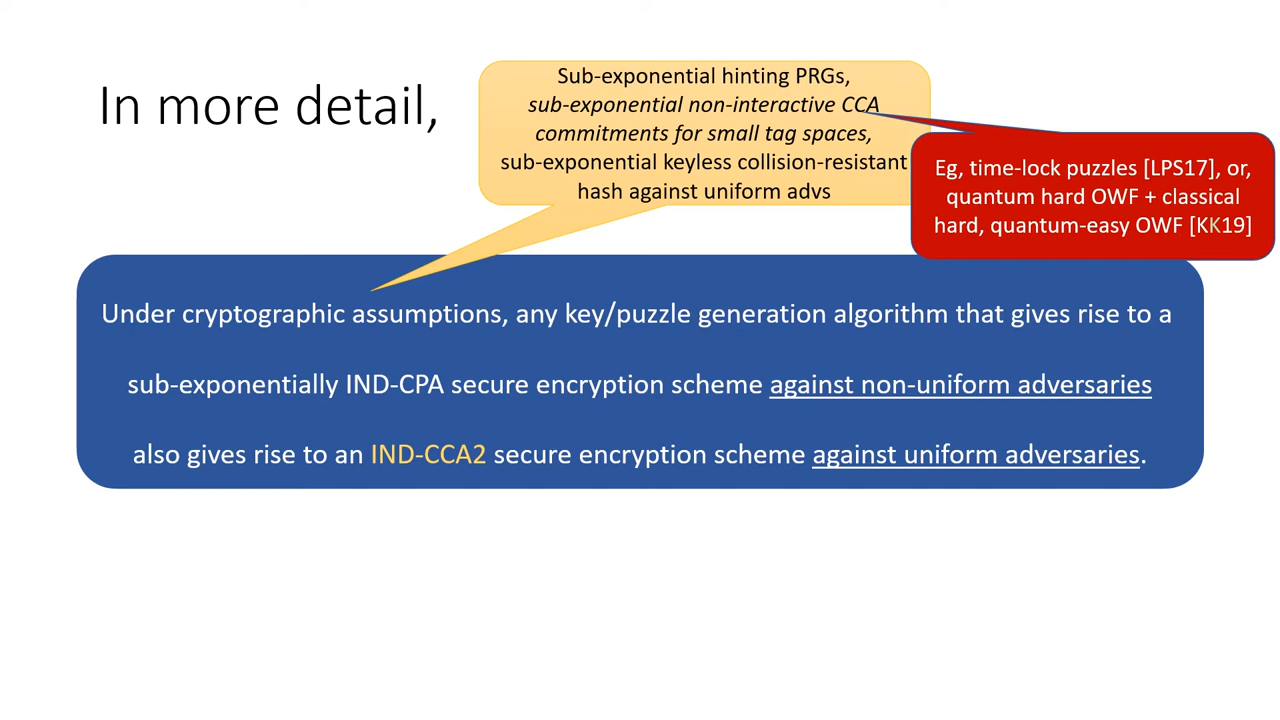 In more detail,
Sub-exponential hinting PRGs,
sub-exponential non-interactive CCA
commitments for small tag spaces,
sub-exponential keyless collision-resistant
hash against uniform advs
Eg, time-lock puzzles [LPS17], or,
quantum hard OWF + classical
hard, quantum-easy OWF [KK19]
Under cryptographic assumptions, any key/puzzle generation algorithm that gives rise to a
sub-exponentially IND-CPA secure encryption scheme against non-uniform adversaries
also gives rise to an IND-CCA2 secure encryption scheme against uniform adversaries.